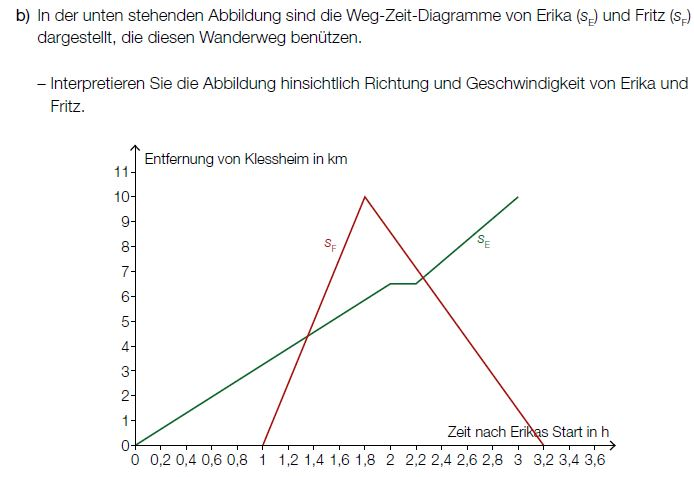 b) In der unten stehenden Abbildung sind die Weg-Zeit-Diagramme von Erika (s_E) und Fritz (s_F)
dargestellt, die diesen Wanderweg benützen.
– Interpretieren Sie die Abbildung hinsichtlich Richtung und Geschwindigkeit von Erika und
Fritz.
Entfernung von Klessheim in km
11
10
9
8
7
6
5
4
3
2
1
0
s_F
s_E
Zeit nach Erikas Start in h
0 0,2 0,4 0,6 0,8 1 1,2 1,4 1,6 1,8 2 2,2 2,4 2,6 2,8 3 3,2 3,4 3,6